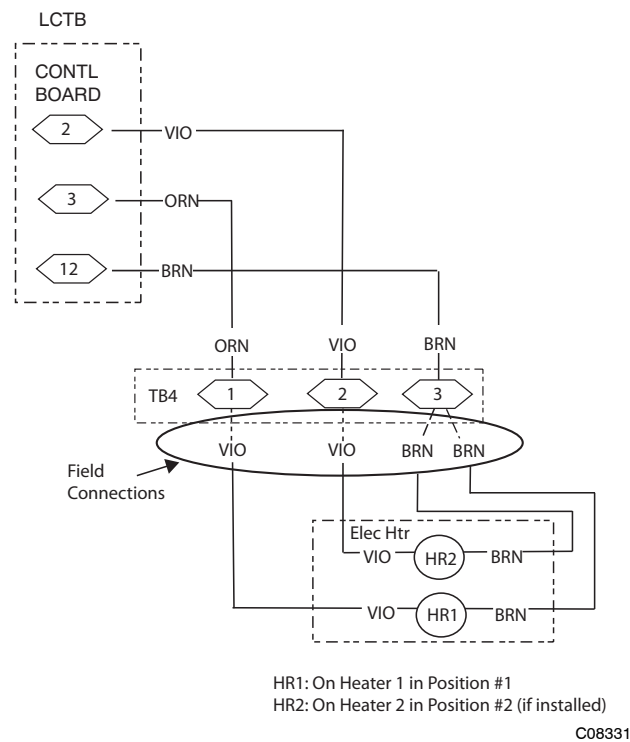 LCTB
CONTL
BOARD
2
VIO
3
ORN
12
BRN
ORN
VIO
BRN
TB4
1
2
3
VIO
VIO
BRN
BRN
Field
Connections
Elec Htr
VIO
HR2
BRN
VIO
HR1
BRN
HR1: On Heater 1 in Position #1
HR2: On Heater 2 in Position #2 (if installed)
C08331